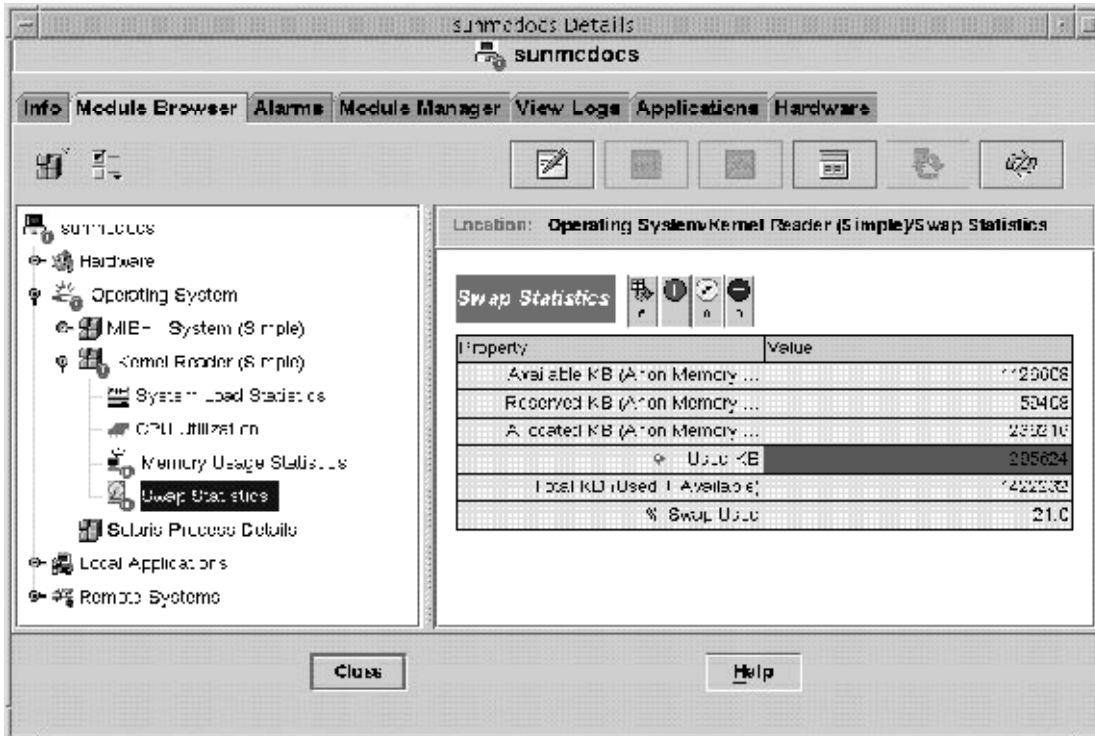 sunmcdocs Details
sunmcdocs
Info Module Browser Alarms Module Manager View Logs Applications Hardware
Location: Operating System/Kernel Reader (Simple)/Swap Statistics
sunmcdocs
Hardware
Operating System
System (Simple)
Kernel Reader (Simple)
System Load Statistics
CPU Utilization
Memory Usage Statistics
Swap Statistics
Solaris Process Details
Local Applications
Remote Systems
Swap Statistics
Property Value
Available KB (Anon Memory ...
Reserved KB (Anon Memory ...
Allocated KB (Anon Memory ...
Used KB
Total KB (Used + Available)
% Swap Used
Close Help